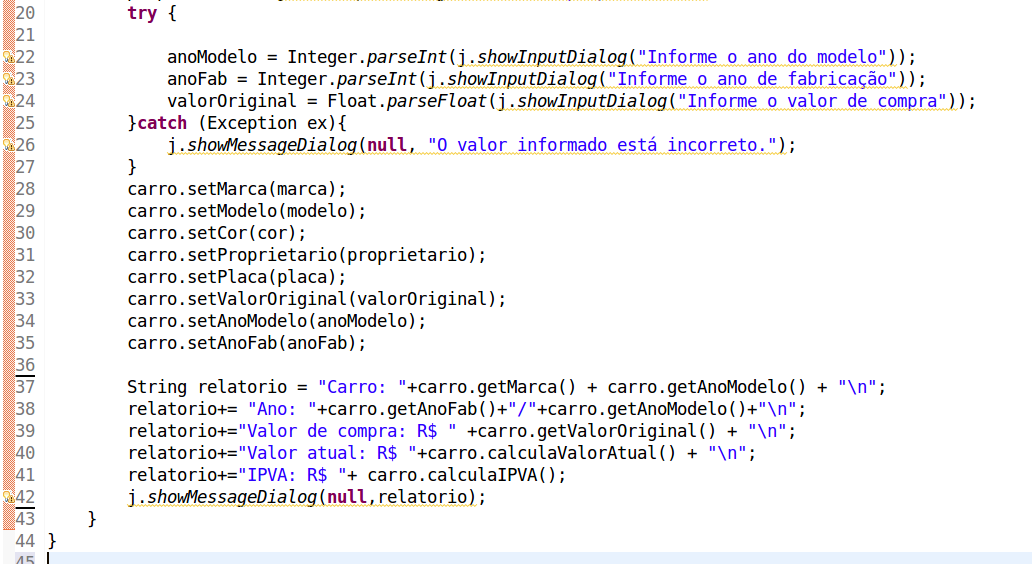 20 try {
21
22 anoModelo = Integer.parseInt(j.showInputDialog("Informe o ano do modelo"));
23 anoFab = Integer.parseInt(j.showInputDialog("Informe o ano de fabricação"));
24 valorOriginal = Float.parseFloat(j.showInputDialog("Informe o valor de compra"));
25 }catch (Exception ex){
26 j.showMessageDialog(null, "O valor informado está incorreto.");
27 }
28 carro.setMarca(marca);
29 carro.setModelo(modelo);
30 carro.setCor(cor);
31 carro.setProprietario(proprietario);
32 carro.setPlaca(placa);
33 carro.setValorOriginal(valorOriginal);
34 carro.setAnoModelo(anoModelo);
35 carro.setAnoFab(anoFab);
36
37 String relatorio = "Carro: "+carro.getMarca() + carro.getAnoModelo() + "\n";
38 relatorio+= "Ano: "+carro.getAnoFab()+"/"+carro.getAnoModelo()+"\n";
39 relatorio+="Valor de compra: R$ " +carro.getValorOriginal() + "\n";
40 relatorio+="Valor atual: R$ "+carro.calculaValorAtual() + "\n";
41 relatorio+="IPVA: R$ "+ carro.calculaIPVA();
42 j.showMessageDialog(null,relatorio);
43 }
44 }
45